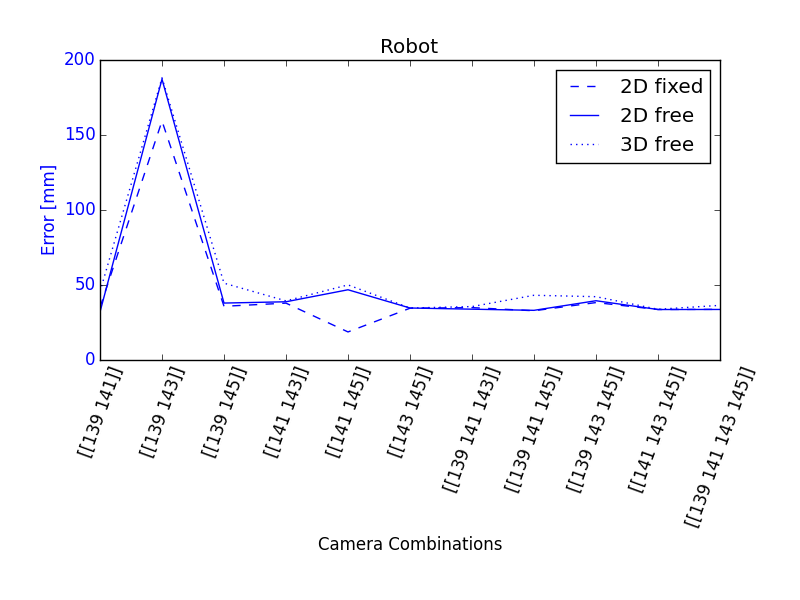 Robot
200
150
100
50
0
Error [mm]
2D fixed
2D free
3D free
[[139 141]]
[[139 143]]
[[139 145]]
[[141 143]]
[[141 145]]
[[143 145]]
[[139 141 143]]
[[139 141 145]]
[[139 143 145]]
[[141 143 145]]
[[139 141 143 145]]
Camera Combinations